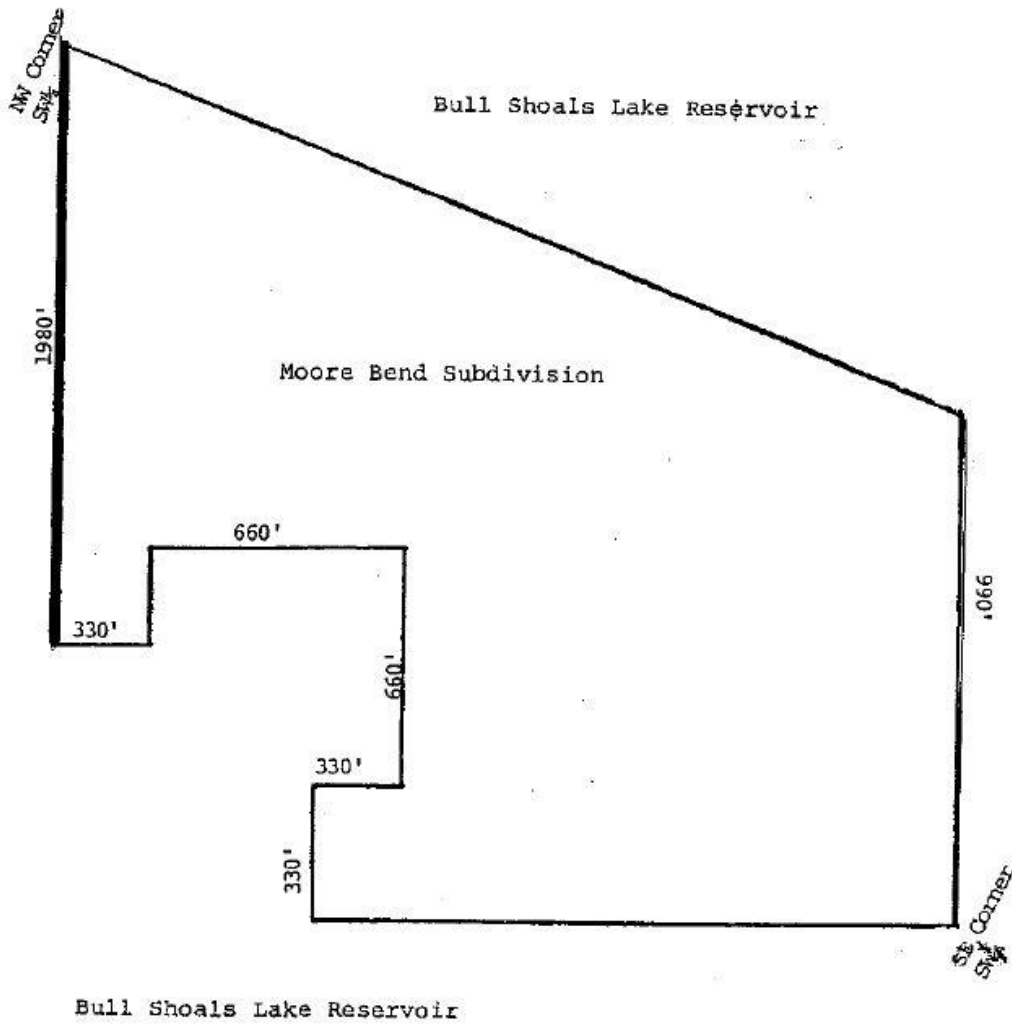 NW Corner
SW¼
Bull Shoals Lake Reservoir
1980'
Moore Bend Subdivision
660'
330'
660'
990'
330'
330'
SE Corner
SW¼
Bull Shoals Lake Reservoir